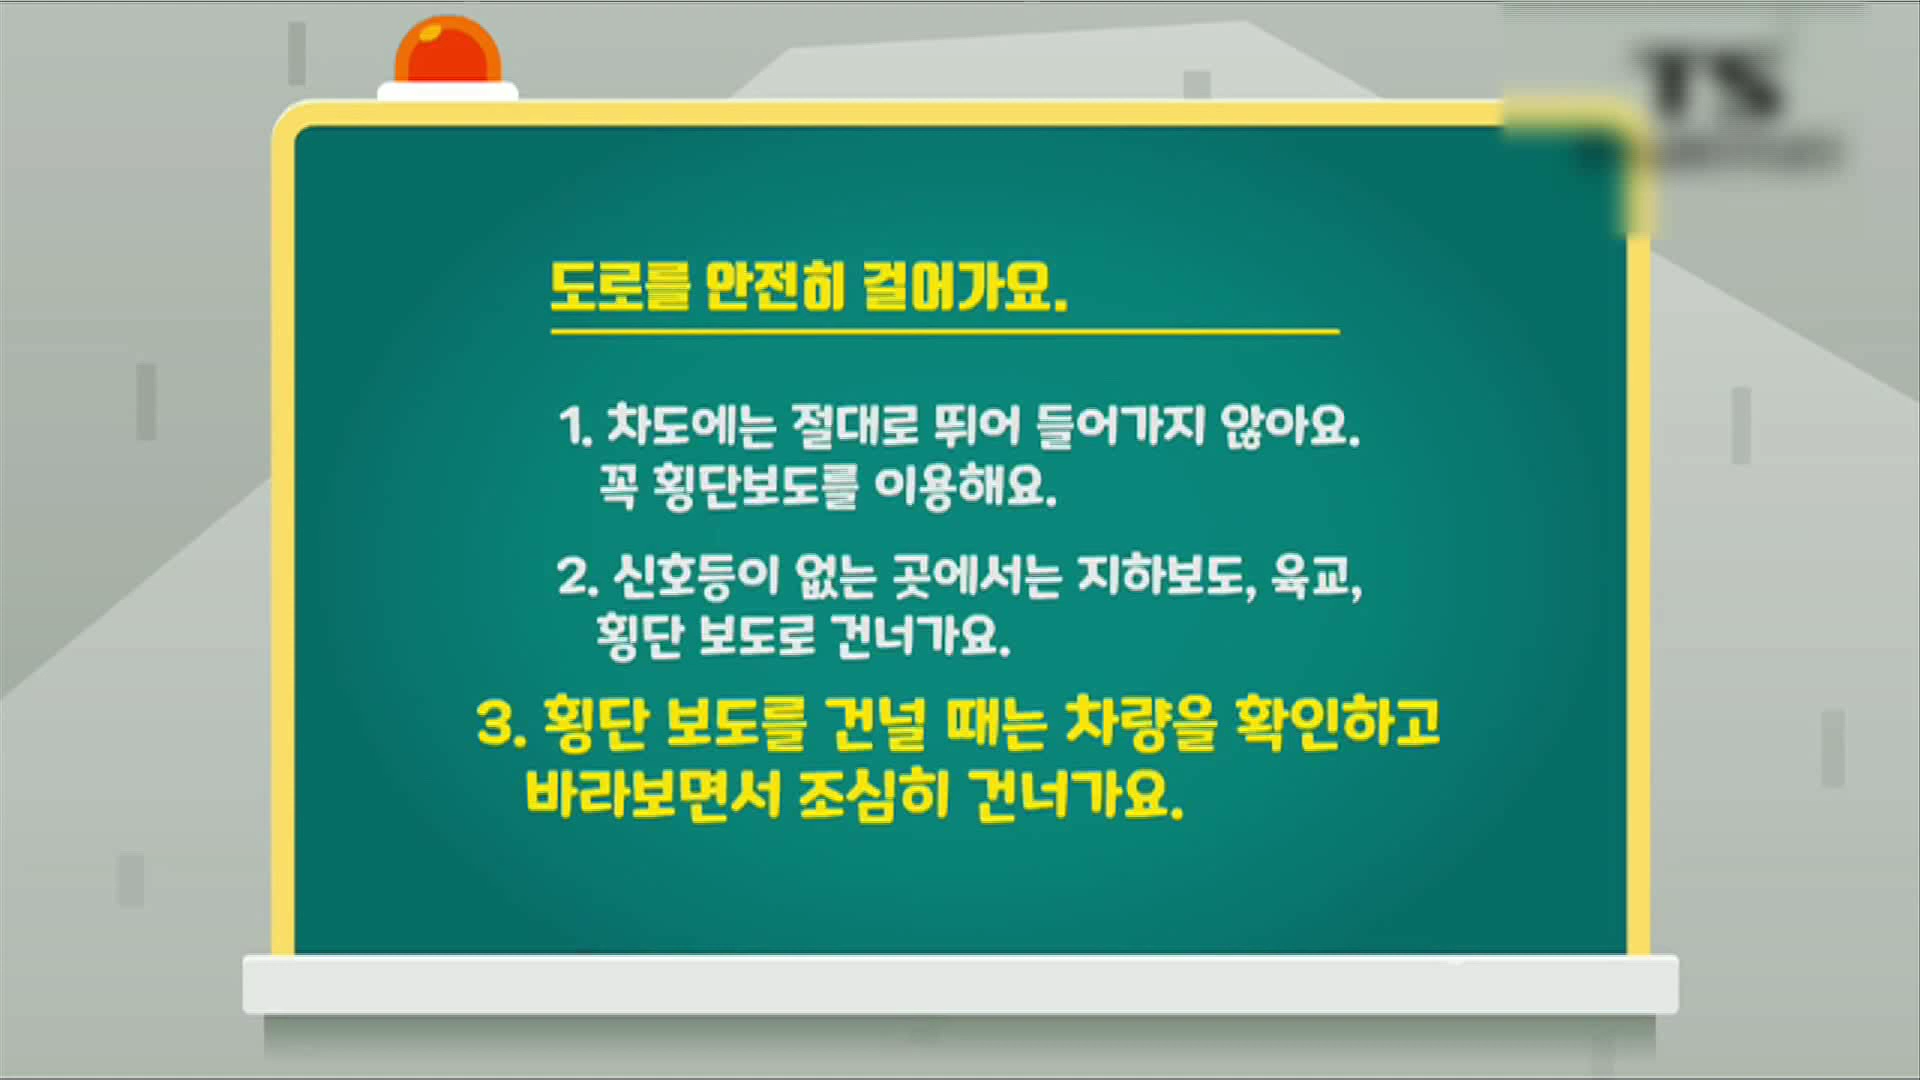 TS
도로를 안전히 걸어가요.
1. 차도에는 절대로 뛰어 들어가지 않아요.
꼭 횡단보도를 이용해요.
2. 신호등이 없는 곳에서는 지하보도, 육교,
횡단 보도로 건너가요.
3. 횡단 보도를 건널 때는 차량을 확인하고
바라보면서 조심히 건너가요.